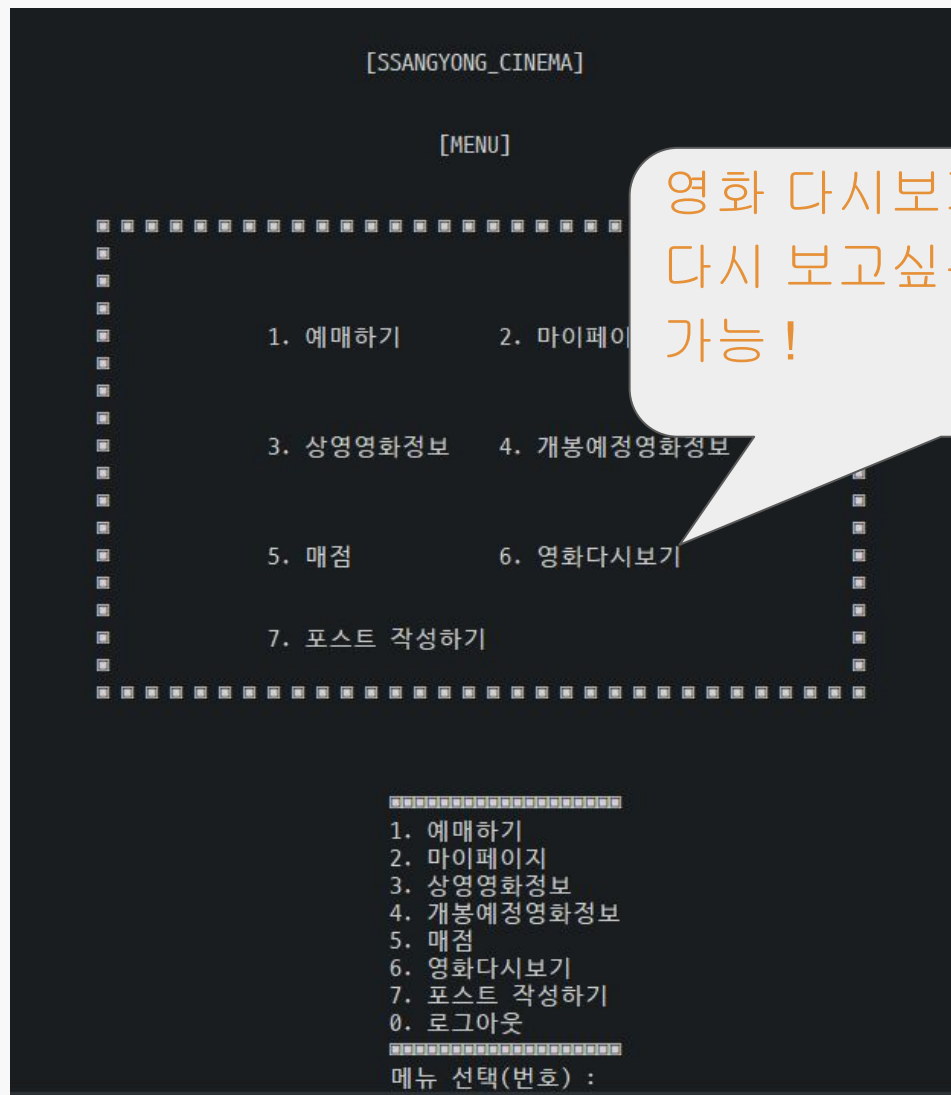 [SSANGYONG_CINEMA]
[MENU]
영화 다시보
다시 보고싶
가능!
1. 예매하기 2. 마이페이
3. 상영영화정보 4. 개봉예정영화정보
5. 매점 6. 영화다시보기
7. 포스트 작성하기
1. 예매하기
2. 마이페이지
3. 상영영화정보
4. 개봉예정영화정보
5. 매점
6. 영화다시보기
7. 포스트 작성하기
0. 로그아웃
메뉴 선택(번호) :